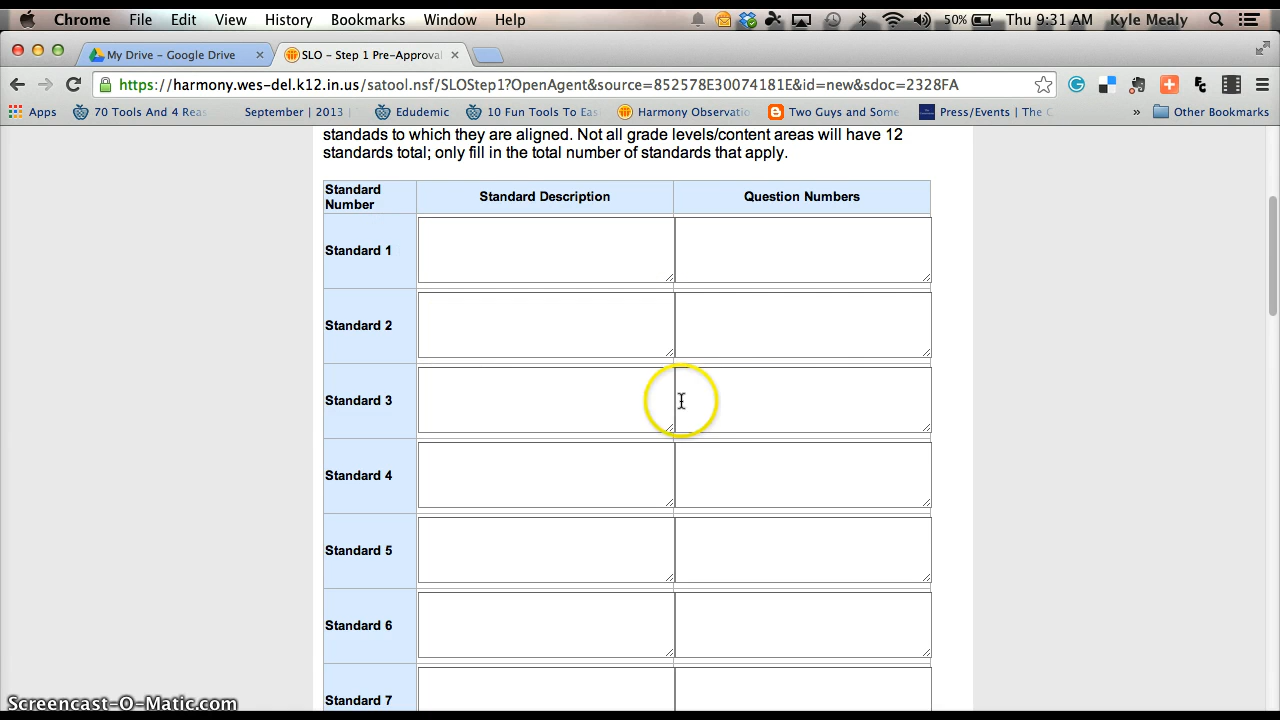 Chrome File Edit View History Bookmarks Window Help 50% Thu 9:31 AM Kyle Mealy
My Drive - Google Drive × SLO - Step 1 Pre-Approva ×
https://harmony.wes-del.k12.in.us/satool.nsf/SLOStep1?OpenAgent&source=852578E30074181E&id=new&sdoc=2328FA
Apps 70 Tools And 4 Reas September | 2013 Edudemic 10 Fun Tools To Eas Harmony Observatio Two Guys and Some Press/Events | The C » Other Bookmarks
standads to which they are aligned. Not all grade levels/content areas will have 12
standards total; only fill in the total number of standards that apply.
Standard Number Standard Description Question Numbers
Standard 1
Standard 2
Standard 3
Standard 4
Standard 5
Standard 6
Standard 7
Screencast-O-Matic.com